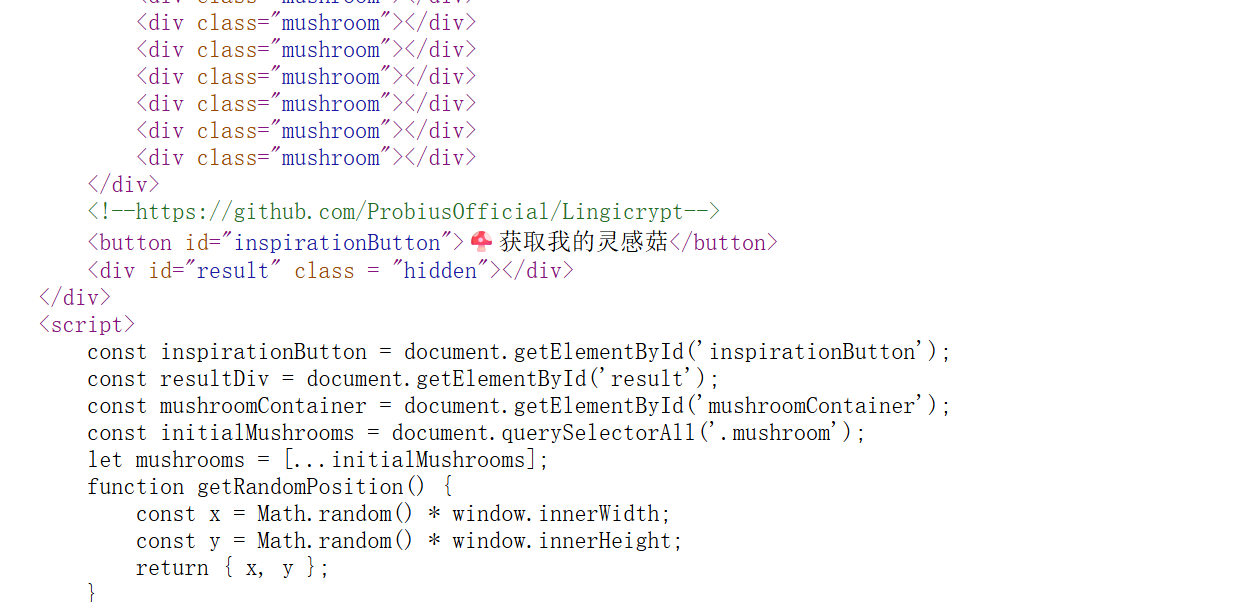 <div class="mushroom"></div>
<div class="mushroom"></div>
<div class="mushroom"></div>
<div class="mushroom"></div>
<div class="mushroom"></div>
<div class="mushroom"></div>
<div class="mushroom"></div>
</div>
<!--https://github.com/ProbiusOfficial/Lingicrypt-->
<button id="inspirationButton">🍄获取我的灵感菇</button>
<div id="result" class = "hidden"></div>
</div>
<script>
const inspirationButton = document.getElementById('inspirationButton');
const resultDiv = document.getElementById('result');
const mushroomContainer = document.getElementById('mushroomContainer');
const initialMushrooms = document.querySelectorAll('.mushroom');
let mushrooms = [...initialMushrooms];
function getRandomPosition() {
const x = Math.random() * window.innerWidth;
const y = Math.random() * window.innerHeight;
return { x, y };
}